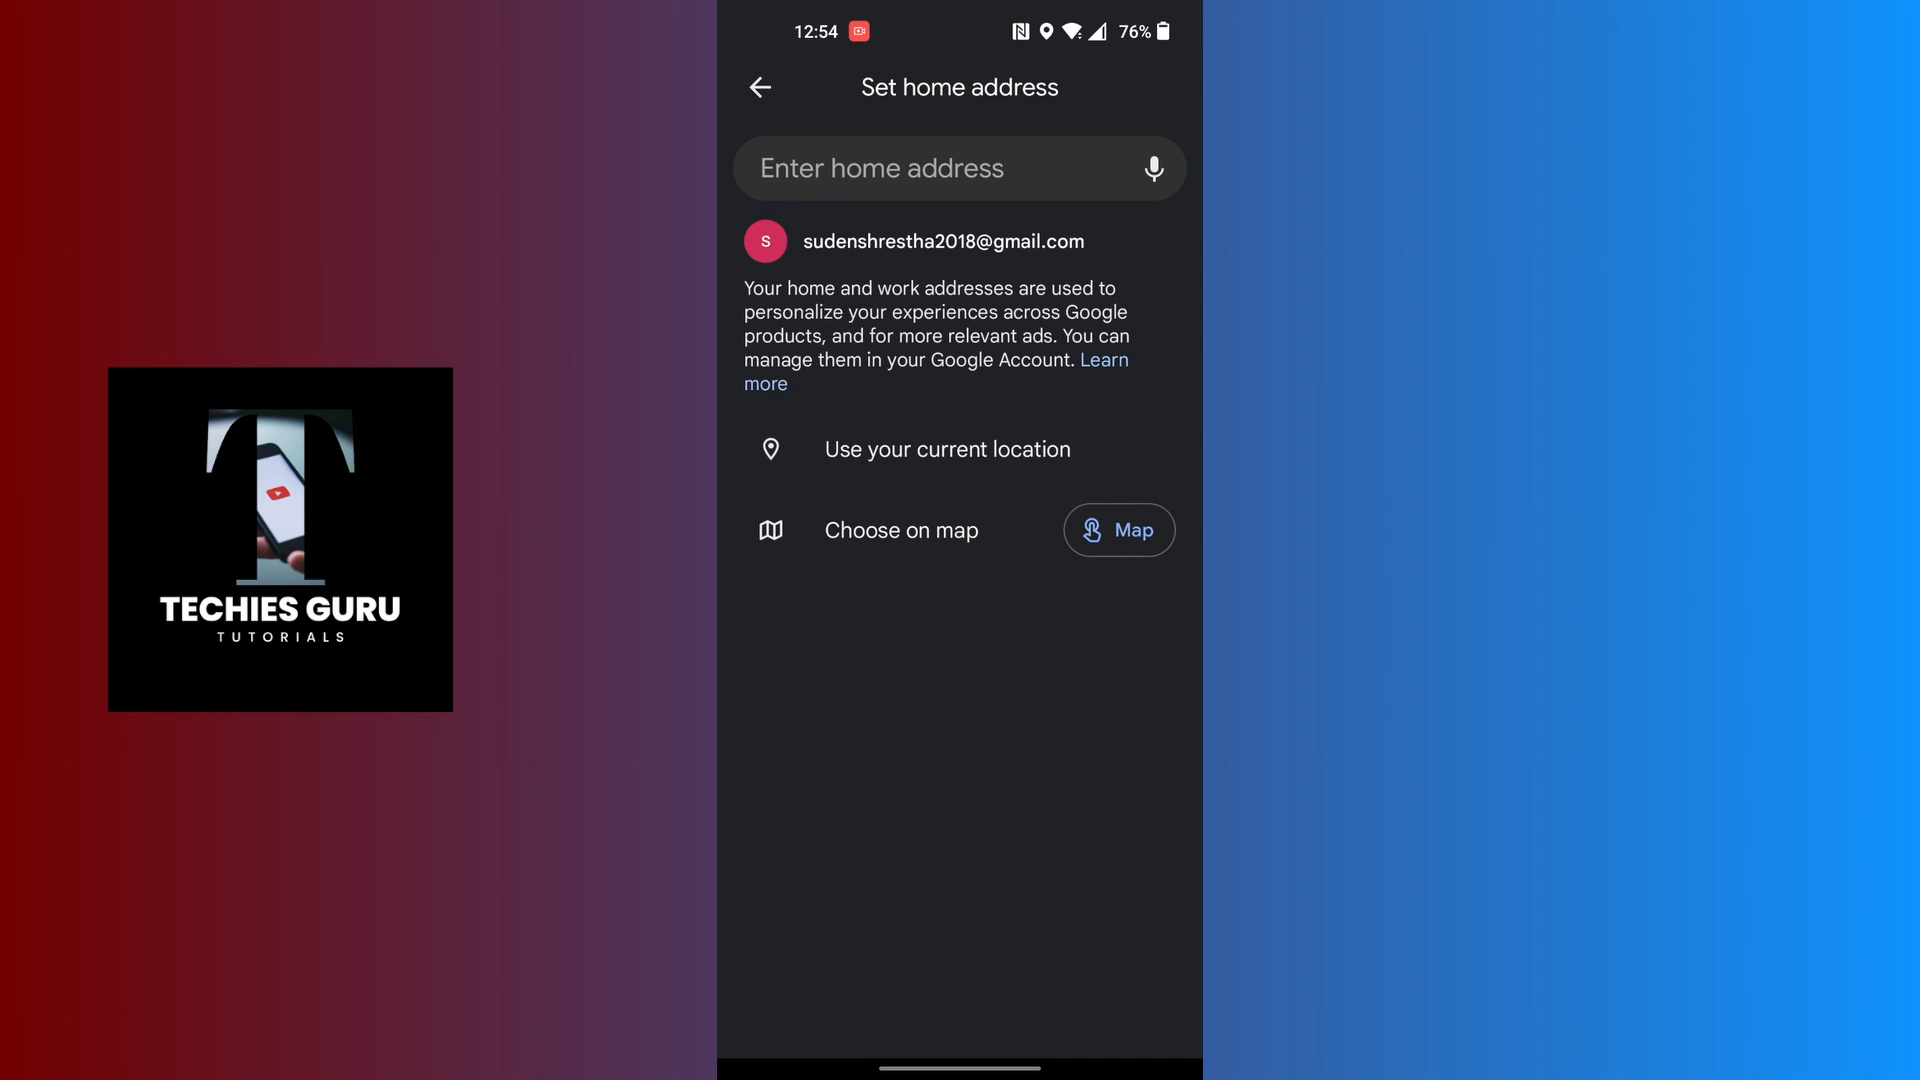 12:54
76%
Set home address
Enter home address
S
sudenshrestha2018@gmail.com
Your home and work addresses are used to
personalize your experiences across Google
products, and for more relevant ads. You can
manage them in your Google Account. Learn
more
Use your current location
Choose on map
Map
T
TECHIES GURU
TUTORIALS